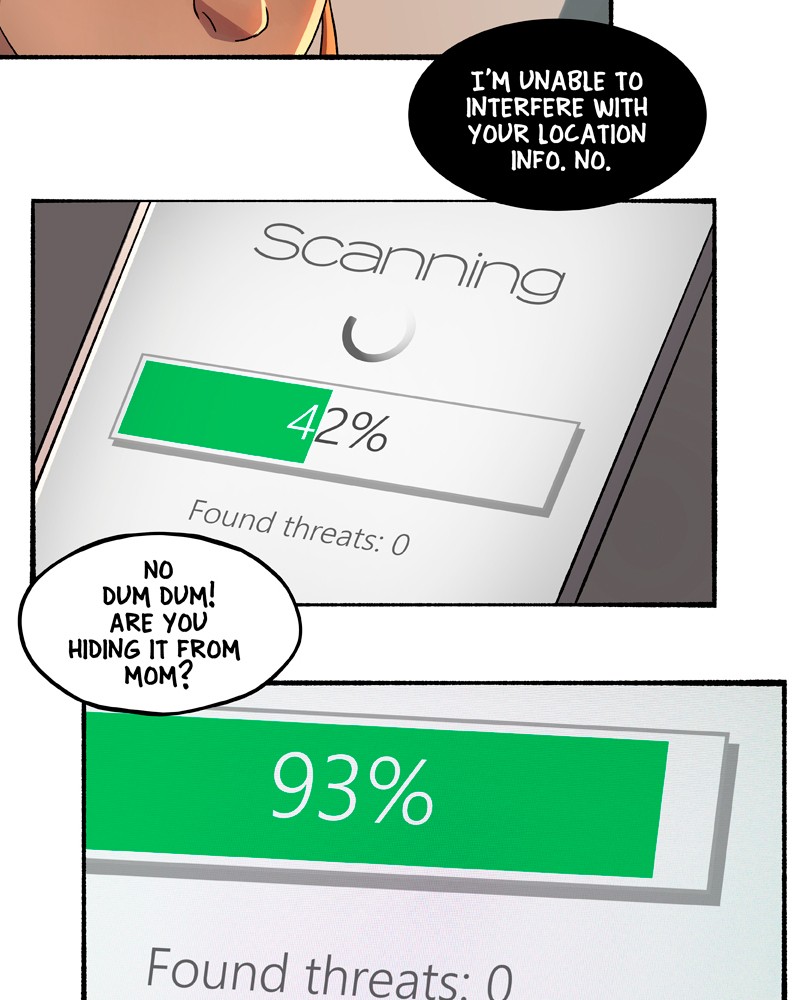 I'M UNABLE TO
INTERFERE WITH
YOUR LOCATION
INFO. NO.
Scanning
42%
Found threats: 0
NO
DUM DUM!
ARE YOU
HIDING IT FROM
MOM?
93%
Found threats: 0